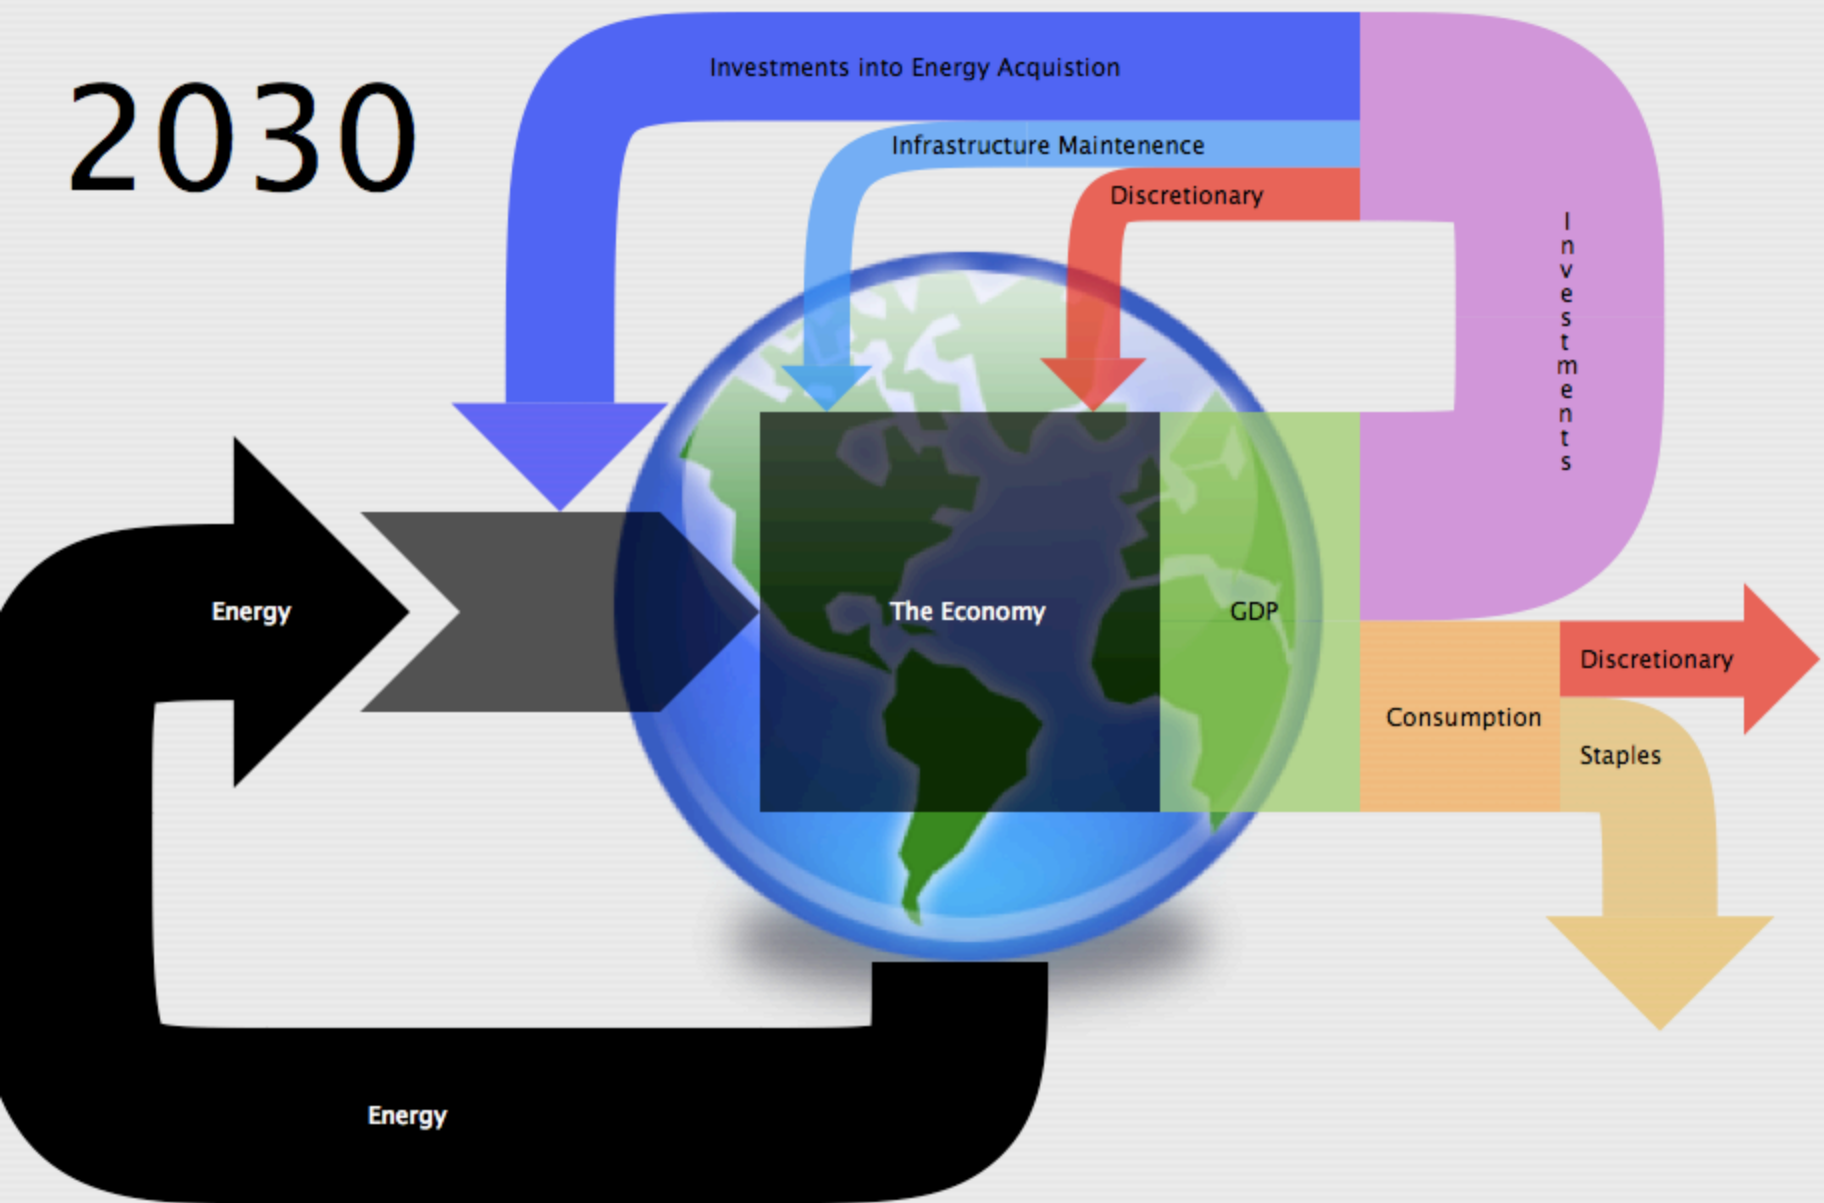 2030
Investments into Energy Acquistion
Infrastructure Maintenence
Discretionary
Investments
Energy
The Economy
GDP
Discretionary
Consumption
Staples
Energy